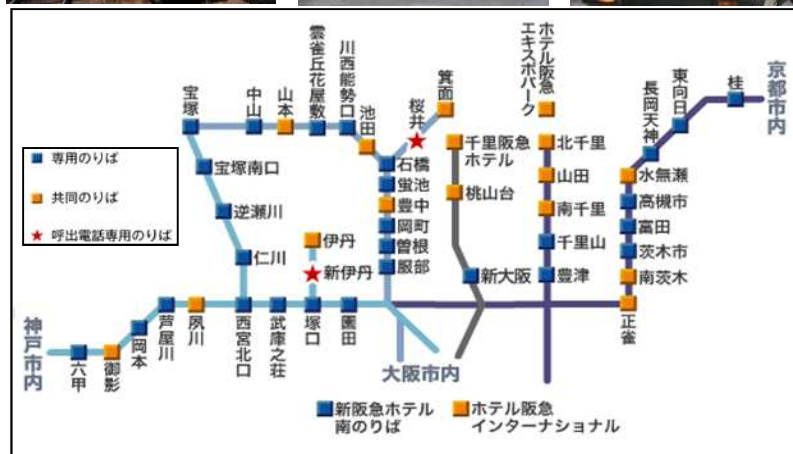 専用のりば
共同のりば
呼出電話専用のりば
宝塚
中山
山本
雲雀丘花屋敷
川西能勢口
池田
桜井
箕面
石橋
蛍池
豊中
岡町
曽根
服部
宝塚南口
逆瀬川
仁川
伊丹
新伊丹
神戸市内
六甲
御影
岡本
芦屋川
夙川
西宮北口
武庫之荘
塚口
園田
大阪市内
千里阪急
ホテル
桃山台
新大阪
ホテル阪急
エキスポパーク
北千里
山田
南千里
千里山
豊津
京都市内
桂
東向日
長岡天神
水無瀬
高槻市
富田
茨木市
南茨木
正雀
新阪急ホテル
南のりば
ホテル阪急
インターナショナル